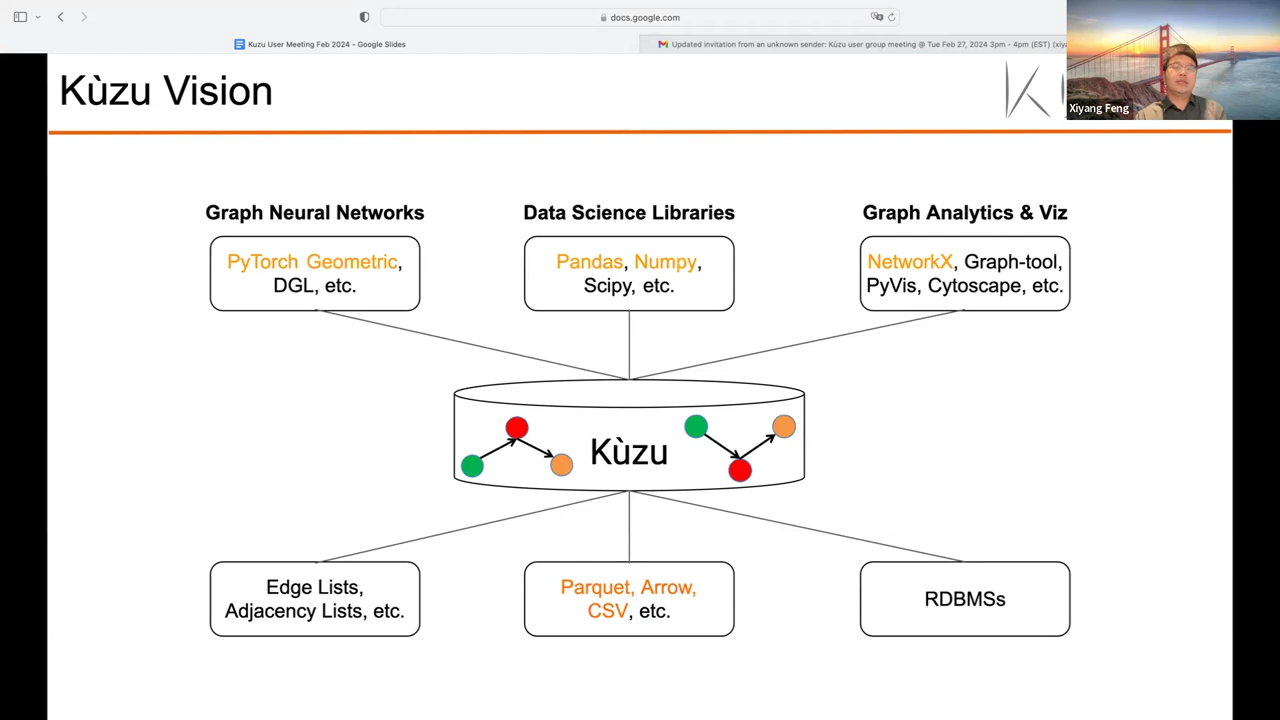 docs.google.com
Kuzu User Meeting Feb 2024 - Google Slides
Updated invitation from an unknown sender: Kùzu user group meeting @ Tue Feb 27, 2024 3pm - 4pm (EST) (xiy
Kùzu Vision
K
Xiyang Feng
Graph Neural Networks
Data Science Libraries
Graph Analytics & Viz
PyTorch Geometric,
DGL, etc.
Pandas, Numpy,
Scipy, etc.
NetworkX, Graph-tool,
PyVis, Cytoscape, etc.
Kùzu
Edge Lists,
Adjacency Lists, etc.
Parquet, Arrow,
CSV, etc.
RDBMSs